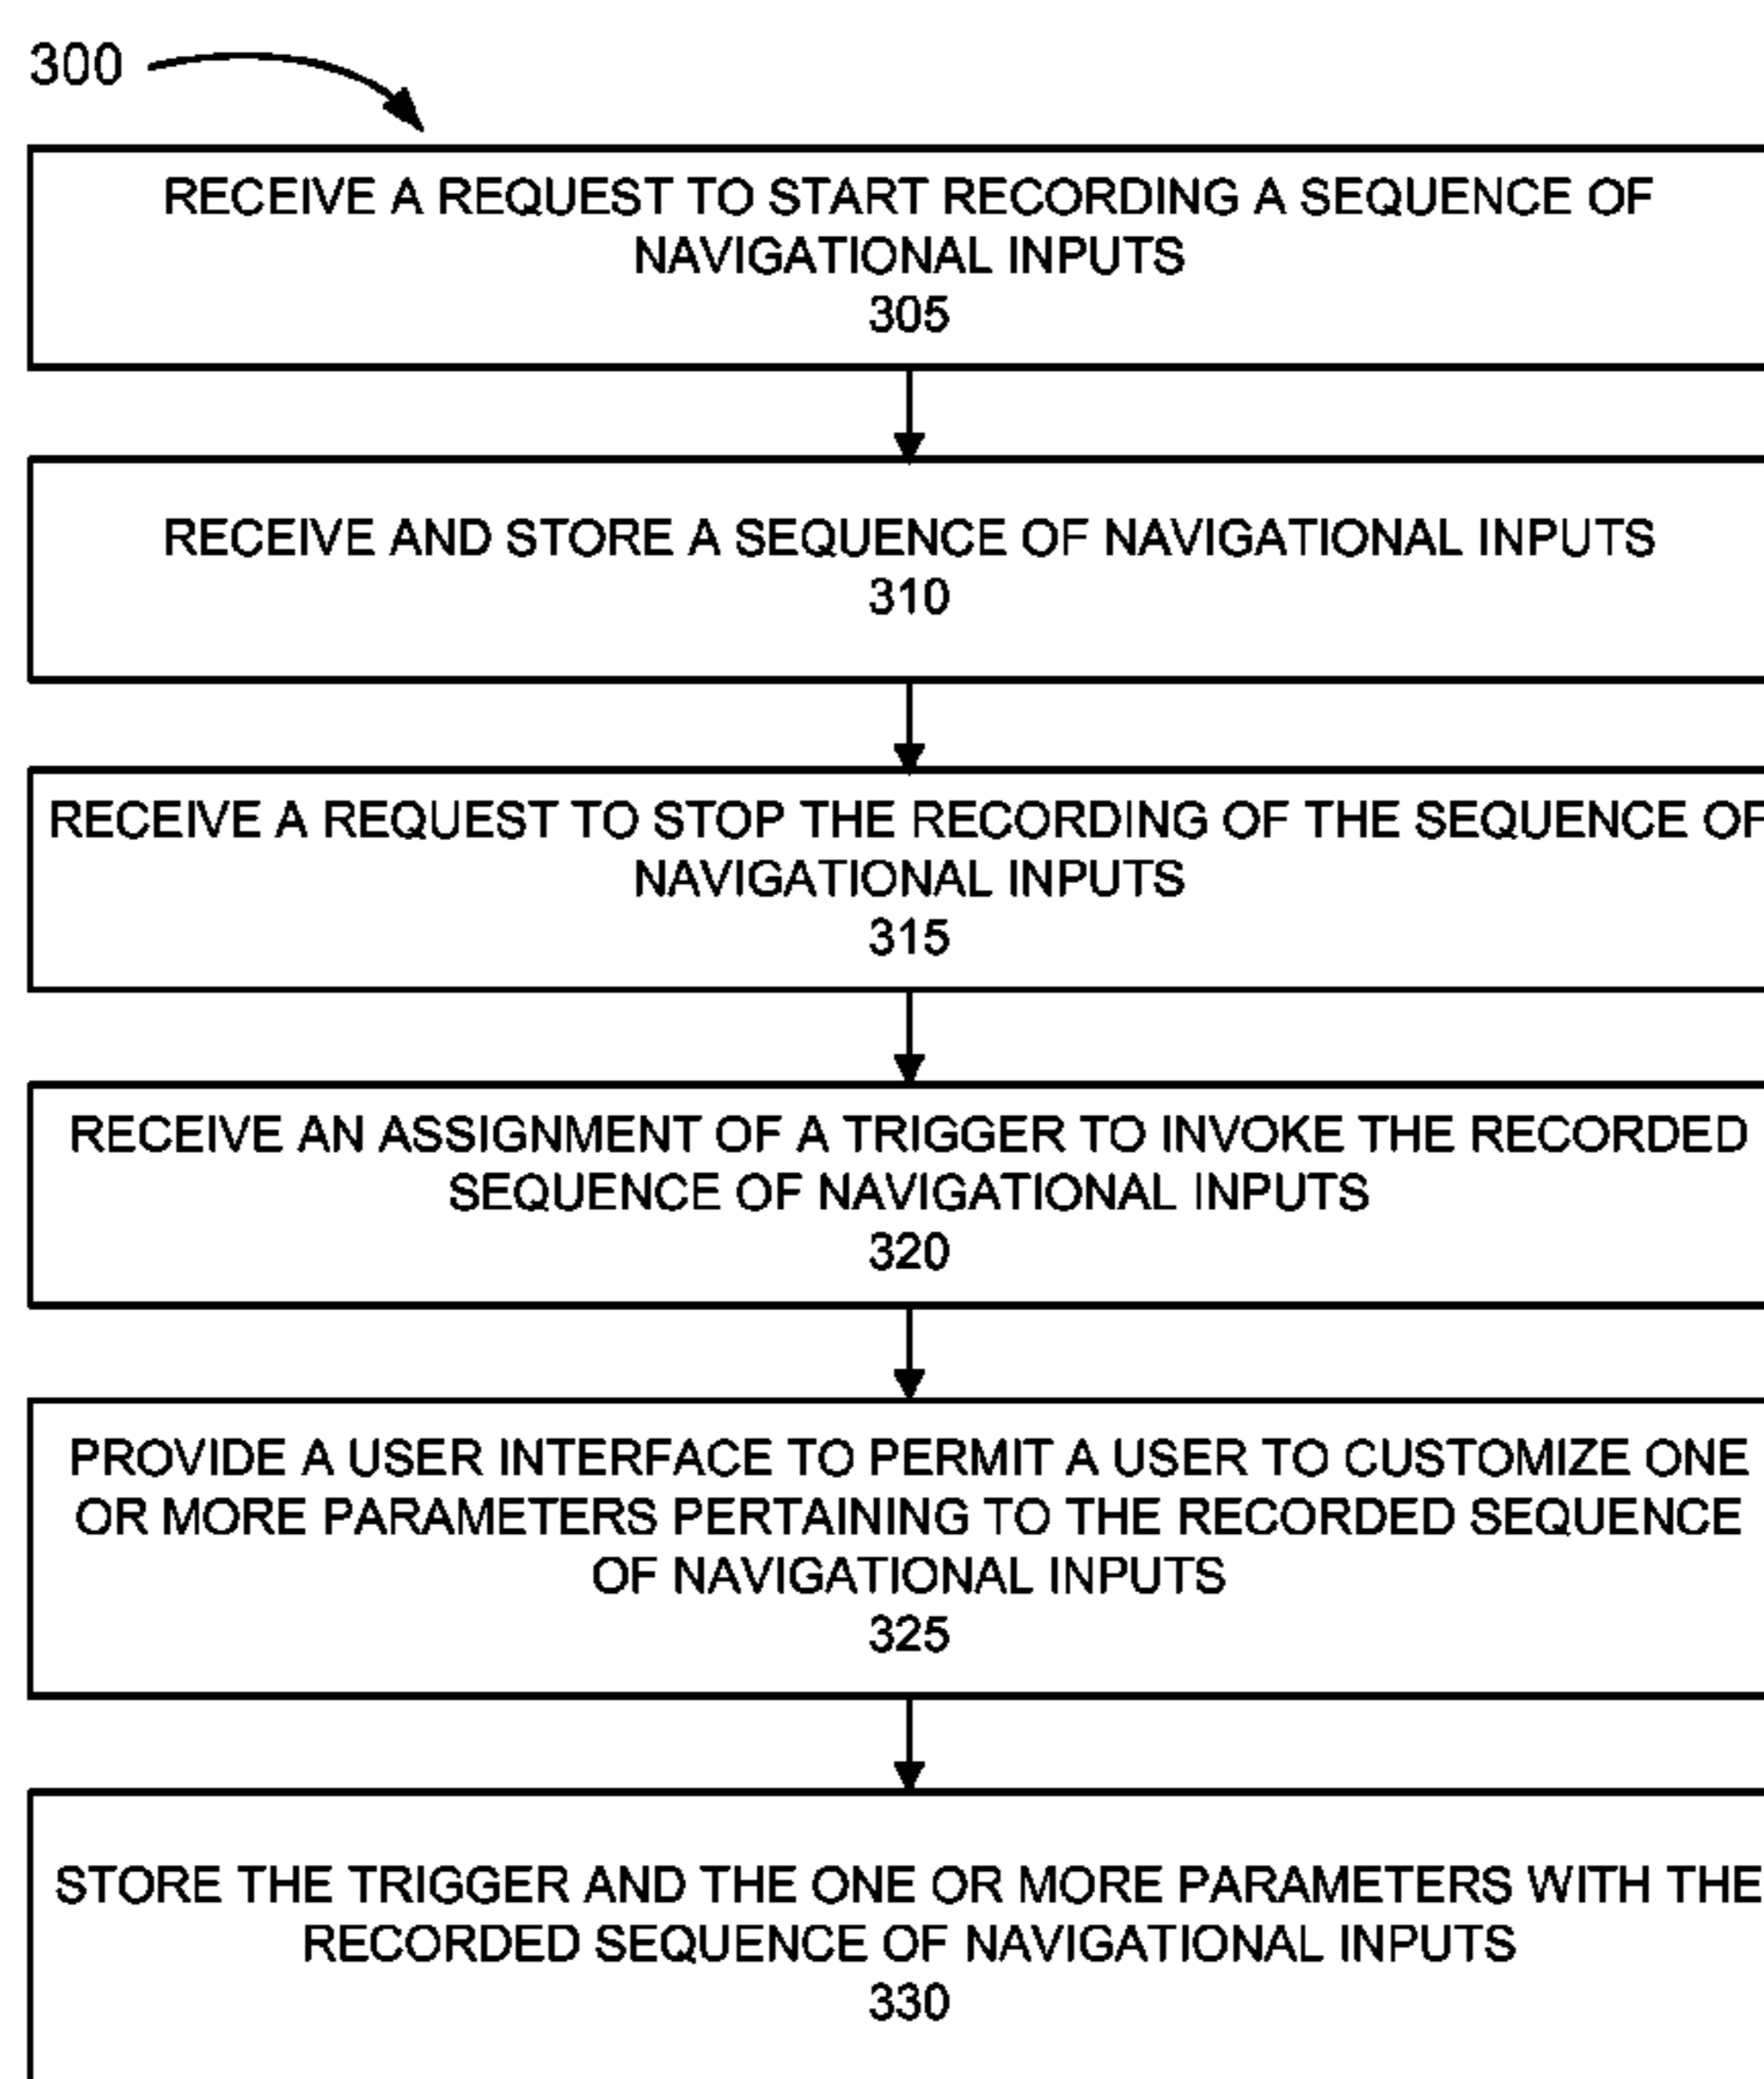 300
RECEIVE A REQUEST TO START RECORDING A SEQUENCE OF
NAVIGATIONAL INPUTS
305
RECEIVE AND STORE A SEQUENCE OF NAVIGATIONAL INPUTS
310
RECEIVE A REQUEST TO STOP THE RECORDING OF THE SEQUENCE OF
NAVIGATIONAL INPUTS
315
RECEIVE AN ASSIGNMENT OF A TRIGGER TO INVOKE THE RECORDED
SEQUENCE OF NAVIGATIONAL INPUTS
320
PROVIDE A USER INTERFACE TO PERMIT A USER TO CUSTOMIZE ONE
OR MORE PARAMETERS PERTAINING TO THE RECORDED SEQUENCE
OF NAVIGATIONAL INPUTS
325
STORE THE TRIGGER AND THE ONE OR MORE PARAMETERS WITH THE
RECORDED SEQUENCE OF NAVIGATIONAL INPUTS
330